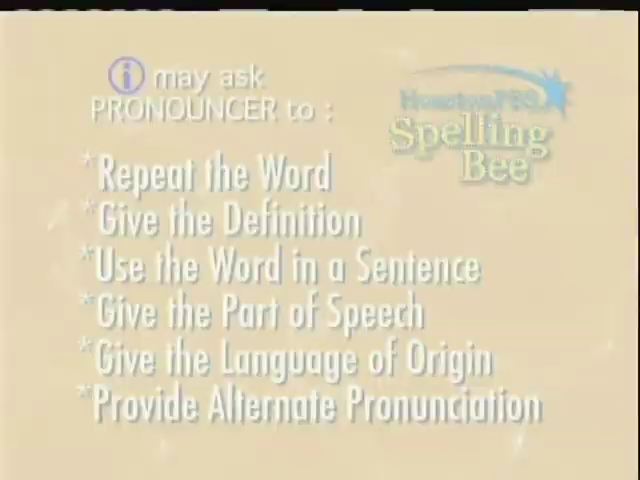 i may ask
PRONOUNCER to :
HoustonPBS
Spelling
Bee
*Repeat the Word
*Give the Definition
*Use the Word in a Sentence
*Give the Part of Speech
*Give the Language of Origin
*Provide Alternate Pronunciation